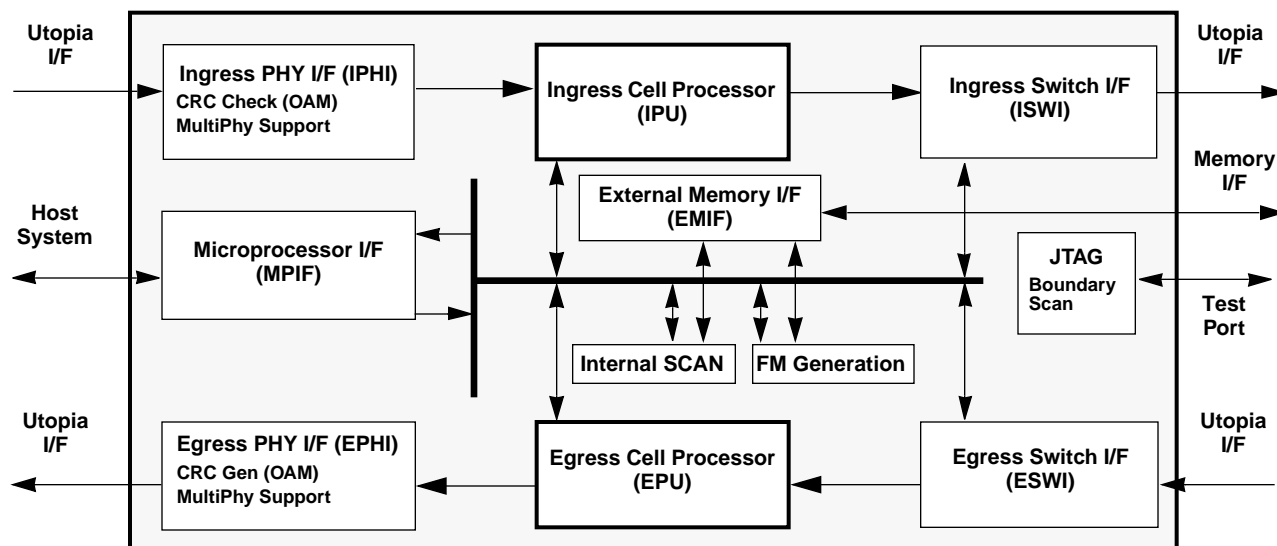 Utopia
I/F
Ingress PHY I/F (IPHI)
CRC Check (OAM)
MultiPhy Support
Ingress Cell Processor
(IPU)
Ingress Switch I/F
(ISWI)
Utopia
I/F
Memory
I/F
External Memory I/F
(EMIF)
Host
System
Microprocessor I/F
(MPIF)
JTAG
Boundary
Scan
Test
Port
Internal SCAN
FM Generation
Utopia
I/F
Egress PHY I/F (EPHI)
CRC Gen (OAM)
MultiPhy Support
Egress Cell Processor
(EPU)
Egress Switch I/F
(ESWI)
Utopia
I/F